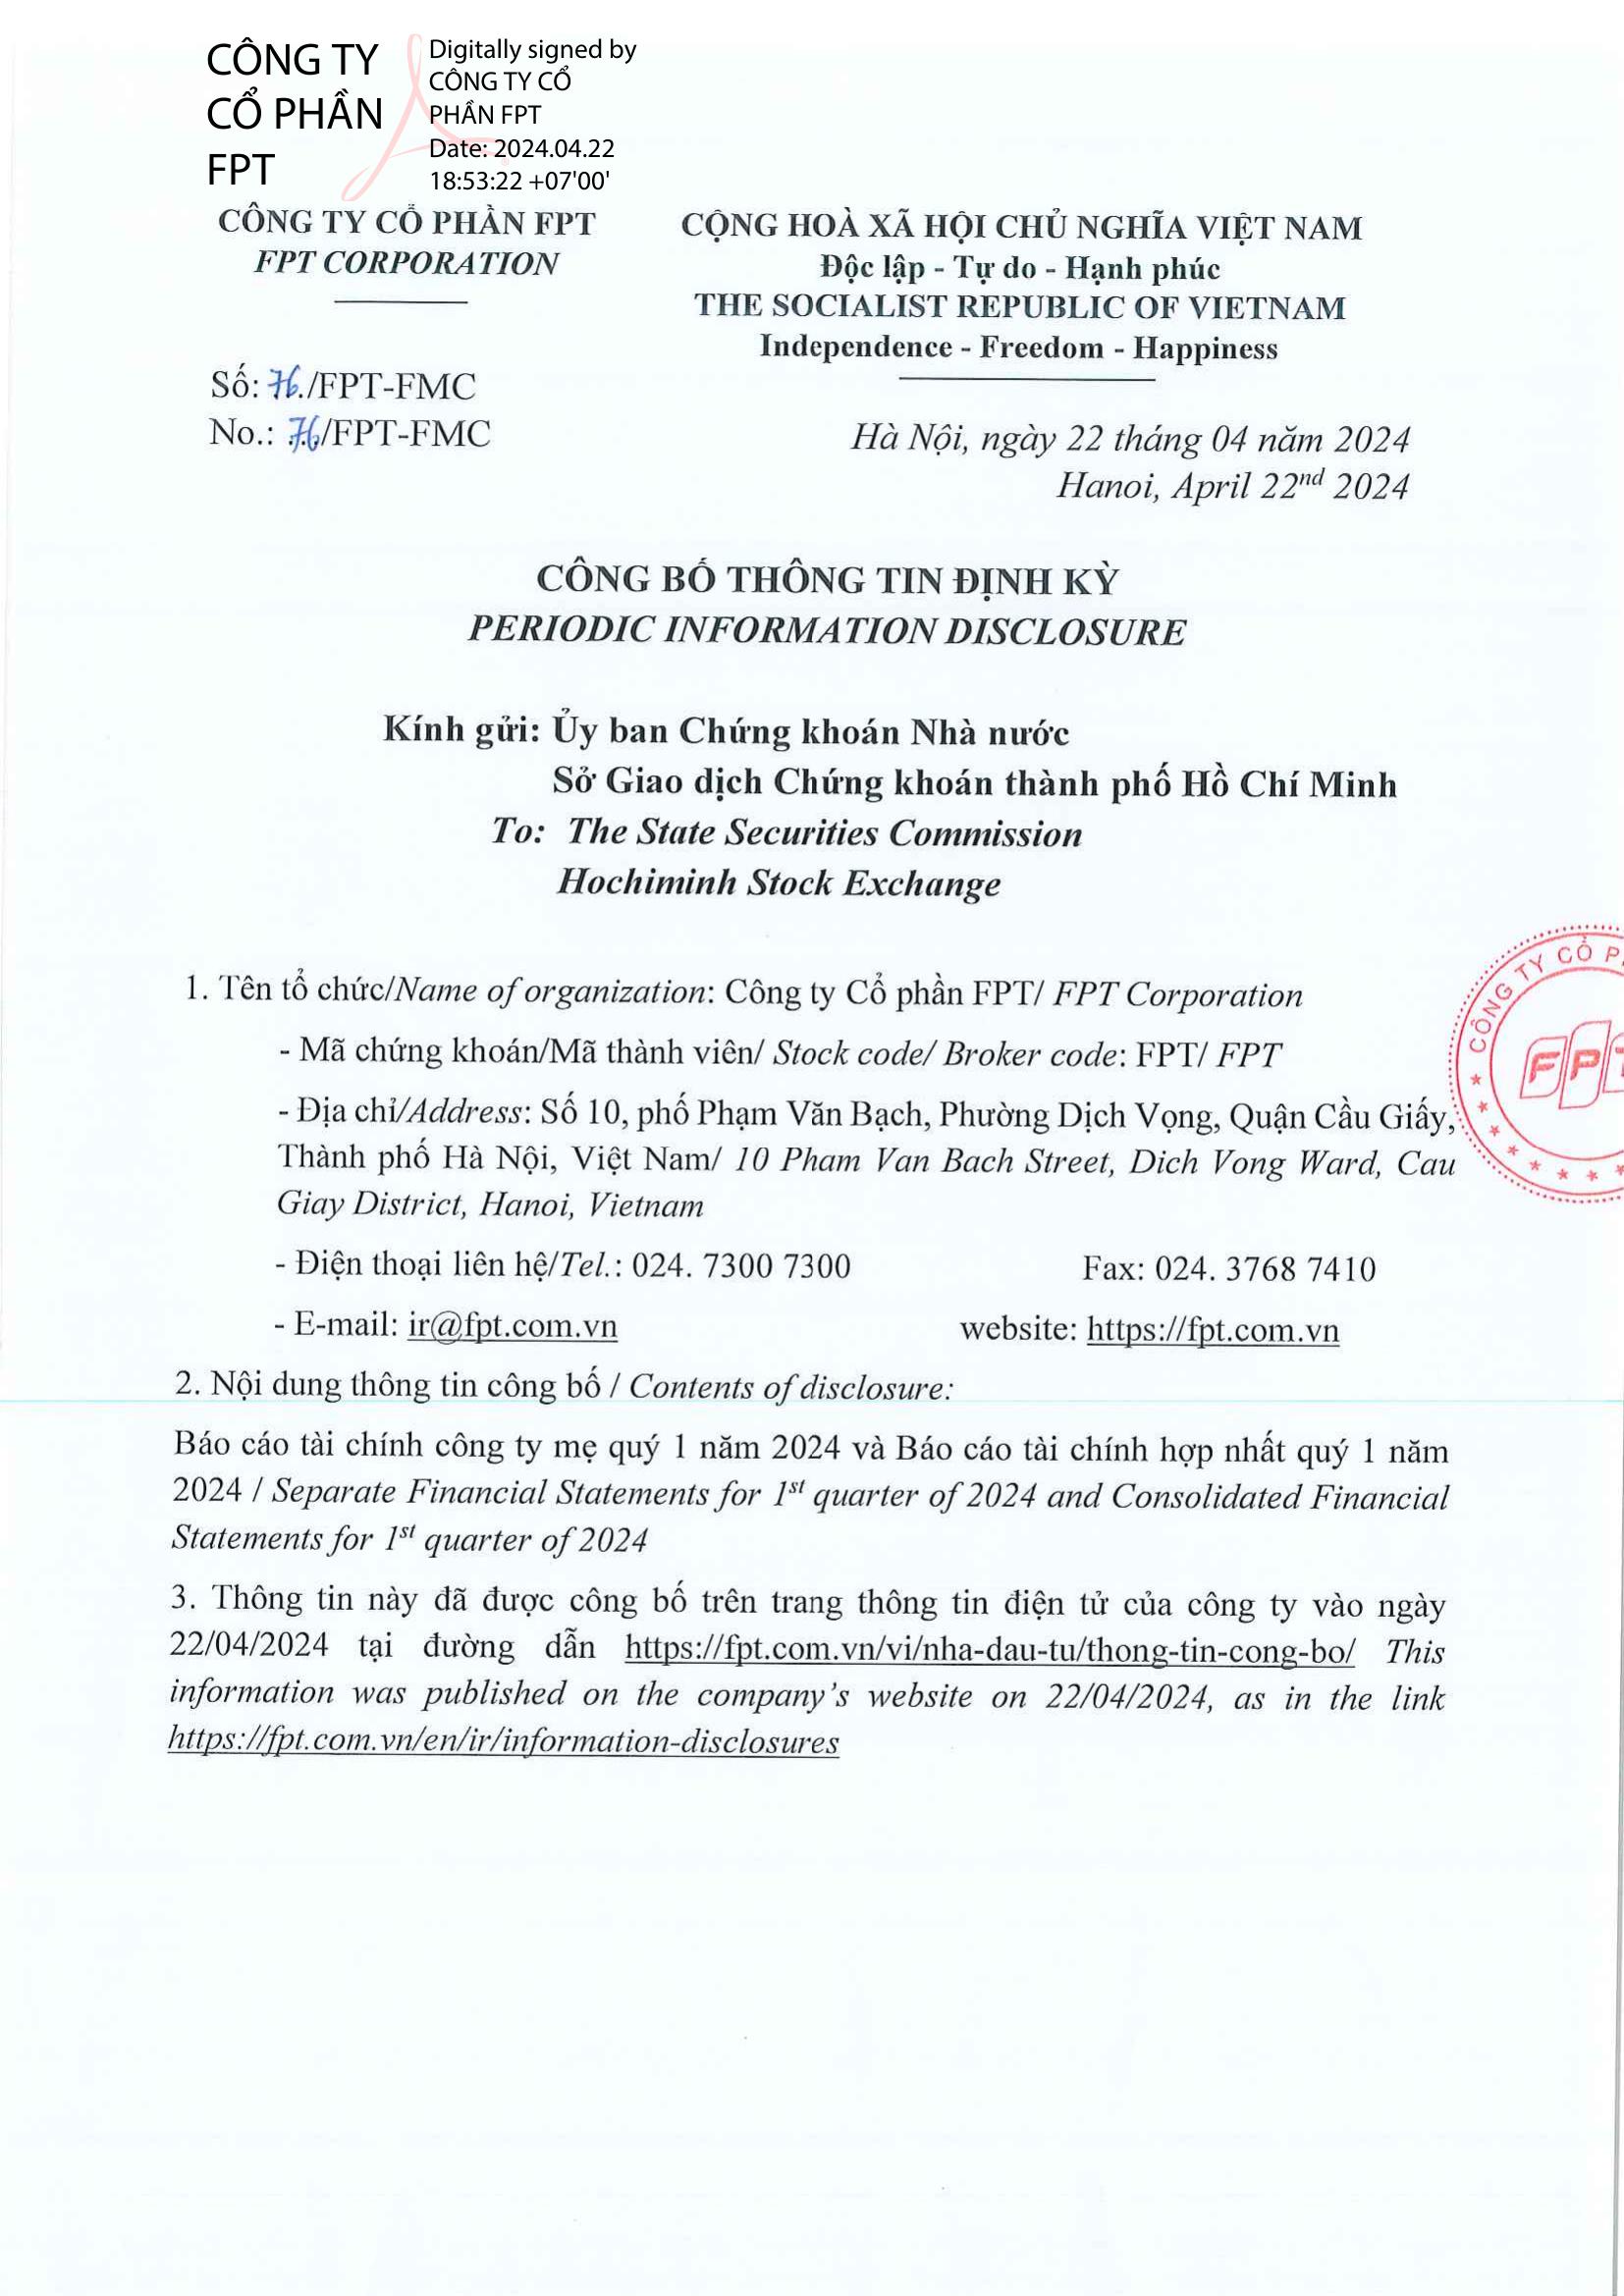 CÔNG TY
CỔ PHẦN
FPT
Digitally signed by
CÔNG TY CỔ
PHẦN FPT
Date: 2024.04.22
18:53:22 +07'00'
CÔNG TY CỔ PHẦN FPT
FPT CORPORATION
CỘNG HOÀ XÃ HỘI CHỦ NGHĨA VIỆT NAM
Độc lập - Tự do - Hạnh phúc
THE SOCIALIST REPUBLIC OF VIETNAM
Independence - Freedom - Happiness
Số: 76./FPT-FMC
No.: 76/FPT-FMC
Hà Nội, ngày 22 tháng 04 năm 2024
Hanoi, April 22nd 2024
CÔNG BỐ THÔNG TIN ĐỊNH KỲ
PERIODIC INFORMATION DISCLOSURE
Kính gửi: Ủy ban Chứng khoán Nhà nước
Sở Giao dịch Chứng khoán thành phố Hồ Chí Minh
To: The State Securities Commission
Hochiminh Stock Exchange
1. Tên tổ chức/Name of organization: Công ty Cổ phần FPT/ FPT Corporation
- Mã chứng khoán/Mã thành viên/ Stock code/ Broker code: FPT/ FPT
- Địa chỉ/Address: Số 10, phố Phạm Văn Bạch, Phường Dịch Vọng, Quận Cầu Giấy,
Thành phố Hà Nội, Việt Nam/ 10 Pham Van Bach Street, Dich Vong Ward, Cau
Giay District, Hanoi, Vietnam
- Điện thoại liên hệ/Tel.: 024. 7300 7300 Fax: 024. 3768 7410
- E-mail: ir@fpt.com.vn website: https://fpt.com.vn
CÔNG TY CỔ P
FPT
2. Nội dung thông tin công bố / Contents of disclosure:
Báo cáo tài chính công ty mẹ quý 1 năm 2024 và Báo cáo tài chính hợp nhất quý 1 năm
2024 / Separate Financial Statements for 1st quarter of 2024 and Consolidated Financial
Statements for 1st quarter of 2024
3. Thông tin này đã được công bố trên trang thông tin điện tử của công ty vào ngày
22/04/2024 tại đường dẫn https://fpt.com.vn/vi/nha-dau-tu/thong-tin-cong-bo/ This
information was published on the company's website on 22/04/2024, as in the link
https://fpt.com.vn/en/ir/information-disclosures